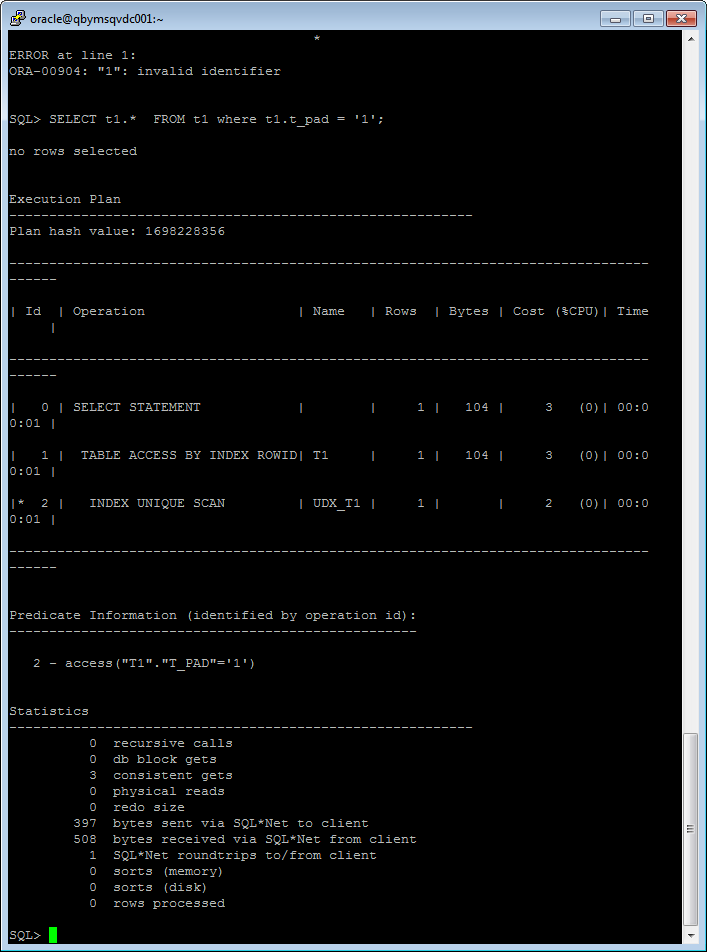 oracle@qbymsqvdc001:~
*
ERROR at line 1:
ORA-00904: "1": invalid identifier
SQL> SELECT t1.*  FROM t1 where t1.t_pad = '1';
no rows selected
Execution Plan
----------------------------------------------------------
Plan hash value: 1698228356
--------------------------------------------------------------------------------
------
| Id  | Operation                   | Name   | Rows  | Bytes | Cost (%CPU)| Time
     |
--------------------------------------------------------------------------------
------
|   0 | SELECT STATEMENT            |        |     1 |   104 |     3   (0)| 00:0
0:01 |
|   1 |  TABLE ACCESS BY INDEX ROWID| T1     |     1 |   104 |     3   (0)| 00:0
0:01 |
|*  2 |   INDEX UNIQUE SCAN         | UDX_T1 |     1 |       |     2   (0)| 00:0
0:01 |
--------------------------------------------------------------------------------
------
Predicate Information (identified by operation id):
---------------------------------------------------
   2 - access("T1"."T_PAD"='1')
Statistics
----------------------------------------------------------
          0  recursive calls
          0  db block gets
          3  consistent gets
          0  physical reads
          0  redo size
        397  bytes sent via SQL*Net to client
        508  bytes received via SQL*Net from client
          1  SQL*Net roundtrips to/from client
          0  sorts (memory)
          0  sorts (disk)
          0  rows processed
SQL>